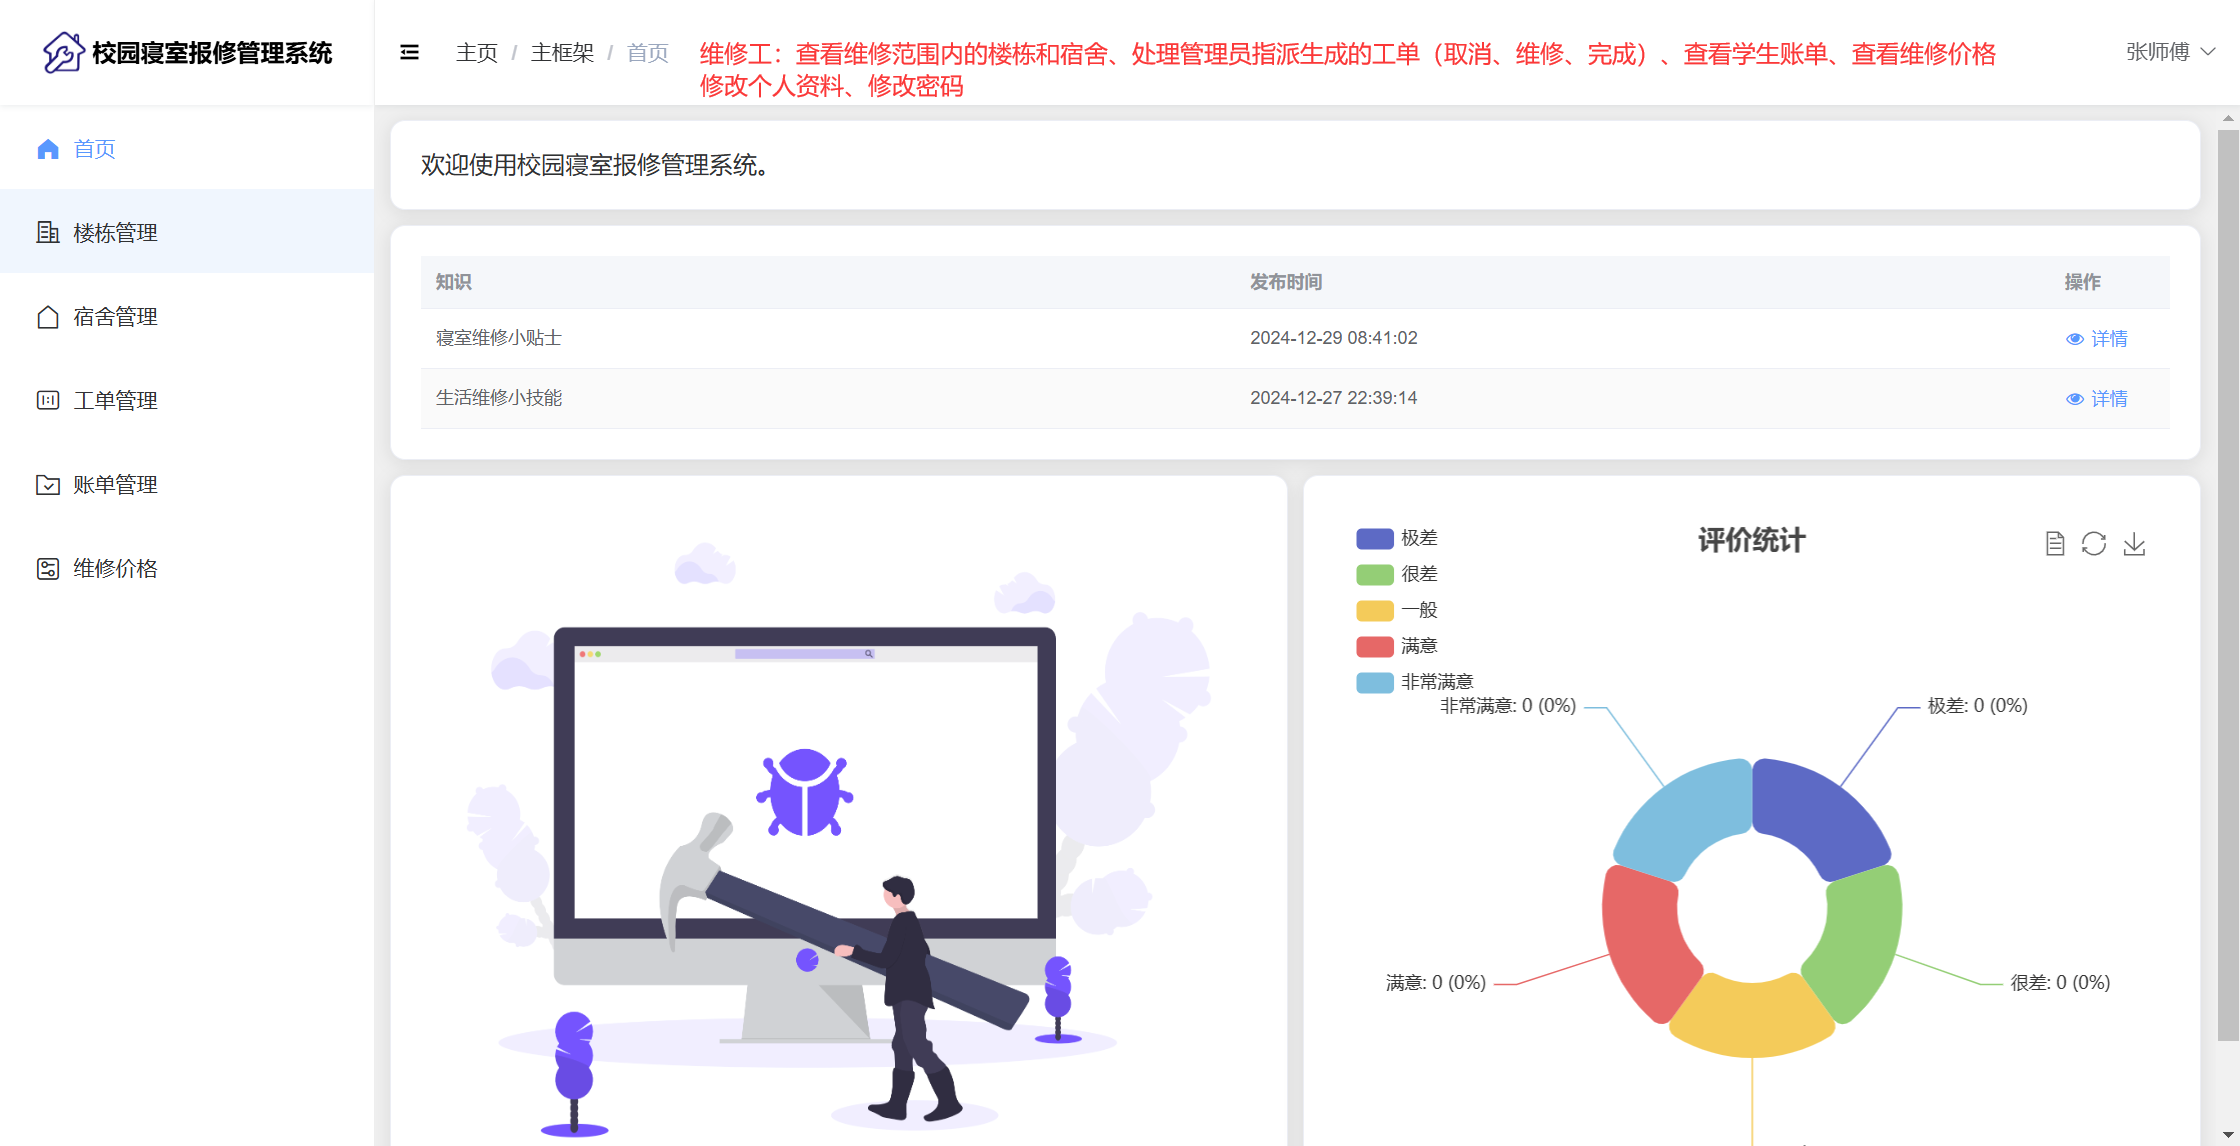 校园寝室报修管理系统
主页 / 主框架 / 首页
维修工：查看维修范围内的楼栋和宿舍、处理管理员指派生成的工单（取消、维修、完成）、查看学生账单、查看维修价格
修改个人资料、修改密码
张师傅
首页
楼栋管理
宿舍管理
工单管理
账单管理
维修价格
欢迎使用校园寝室报修管理系统。
知识 发布时间 操作
寝室维修小贴士 2024-12-29 08:41:02 详情
生活维修小技能 2024-12-27 22:39:14 详情
评价统计
极差
很差
一般
满意
非常满意
非常满意: 0 (0%)
极差: 0 (0%)
满意: 0 (0%)
很差: 0 (0%)